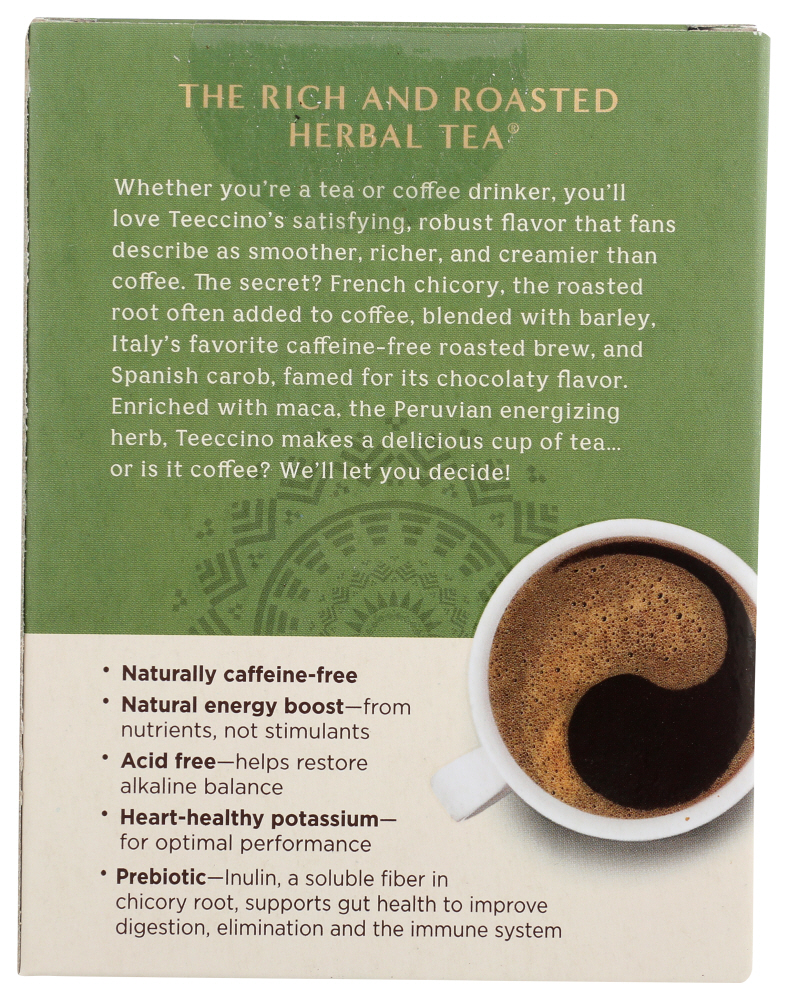 THE RICH AND ROASTED
HERBAL TEA®
Whether you're a tea or coffee drinker, you'll
love Teeccino's satisfying, robust flavor that fans
describe as smoother, richer, and creamier than
coffee. The secret? French chicory, the roasted
root often added to coffee, blended with barley,
Italy's favorite caffeine-free roasted brew, and
Spanish carob, famed for its chocolaty flavor.
Enriched with maca, the Peruvian energizing
herb, Teeccino makes a delicious cup of tea...
or is it coffee? We'll let you decide!
• Naturally caffeine-free
• Natural energy boost—from
nutrients, not stimulants
• Acid free—helps restore
alkaline balance
• Heart-healthy potassium—
for optimal performance
• Prebiotic—Inulin, a soluble fiber in
chicory root, supports gut health to improve
digestion, elimination and the immune system